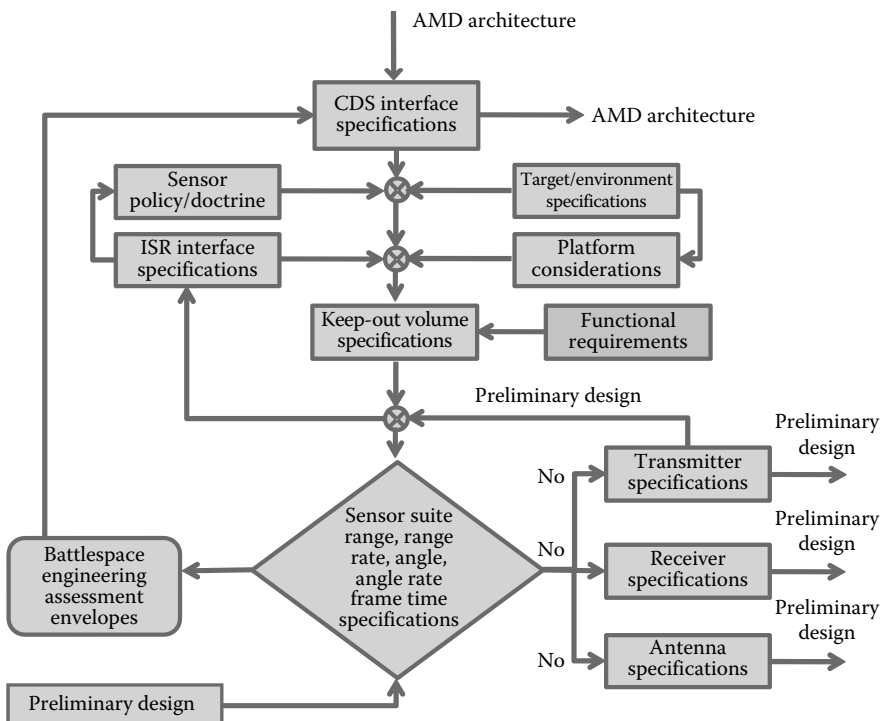 AMD architecture
CDS interface
specifications
AMD architecture
Sensor
policy/doctrine
Target/environment
specifications
ISR interface
specifications
Platform
considerations
Keep-out volume
specifications
Functional
requirements
Preliminary design
Preliminary
design
No
Transmitter
specifications
Sensor suite
range, range
rate, angle,
angle rate
frame time
specifications
Preliminary
design
No
Receiver
specifications
Battlespace
engineering
assessment
envelopes
Preliminary
design
No
Antenna
specifications
Preliminary design